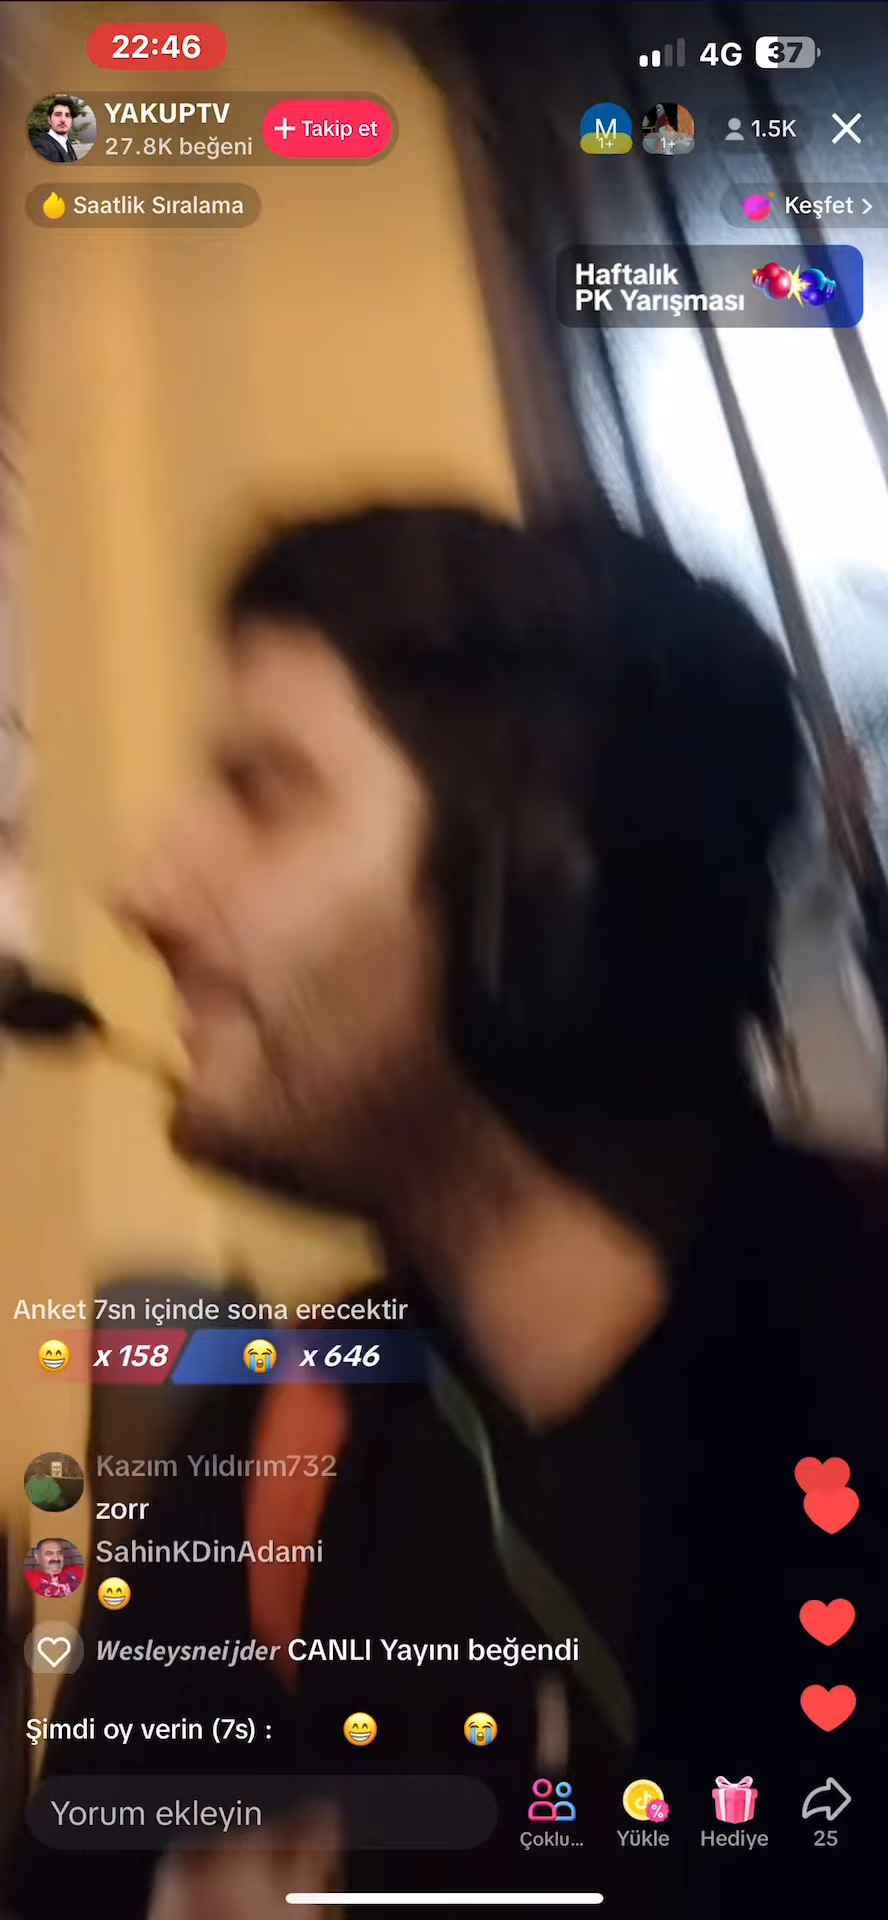 22:46
4G
37
YAKUPTV
27.8K beğeni
+ Takip et
M
1+
1+
1.5K
Saatlik Sıralama
Keşfet >
Haftalık
PK Yarışması
Anket 7sn içinde sona erecektir
😁 x 158 😭 x 646
Kazım Yıldırım732
zorr
SahinKDinAdami
😁
Wesleysneijder CANLI Yayını beğendi
Şimdi oy verin (7s) : 😁 😭
Yorum ekleyin
Çoklu...
Yükle
Hediye
25